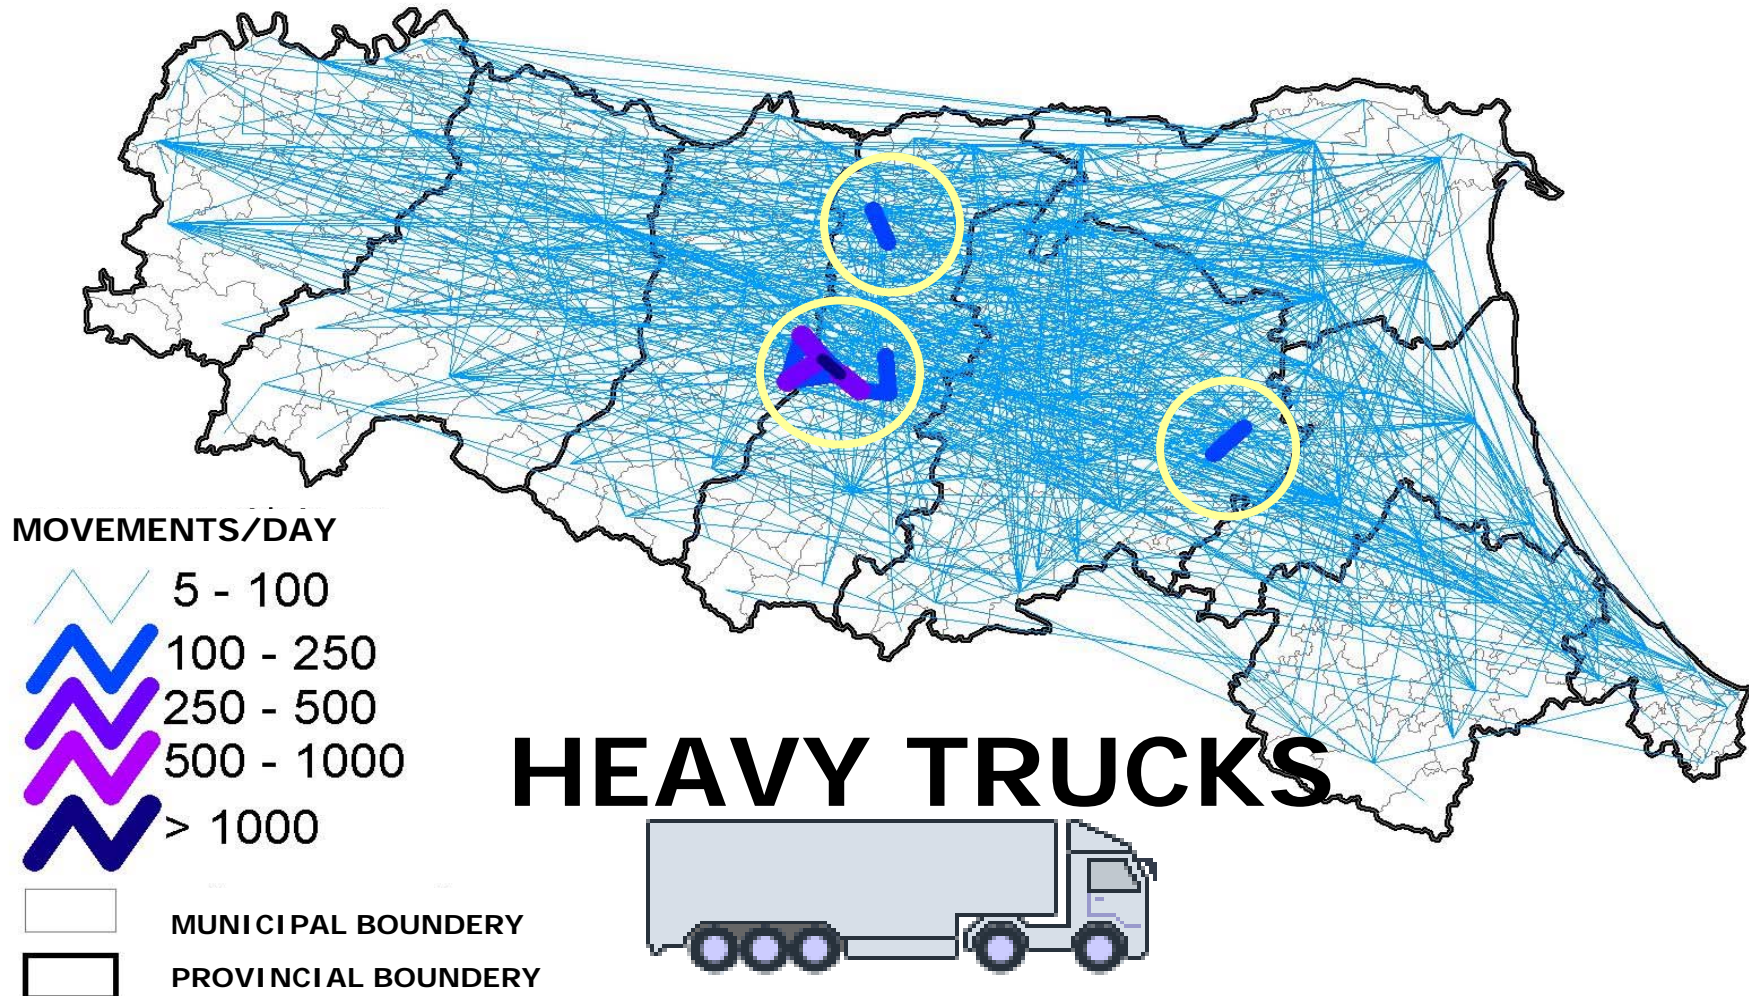 MOVEMENTS/DAY
5 - 100
100 - 250
250 - 500
500 - 1000
> 1000
MUNICIPAL BOUNDERY
PROVINCIAL BOUNDERY
HEAVY TRUCKS